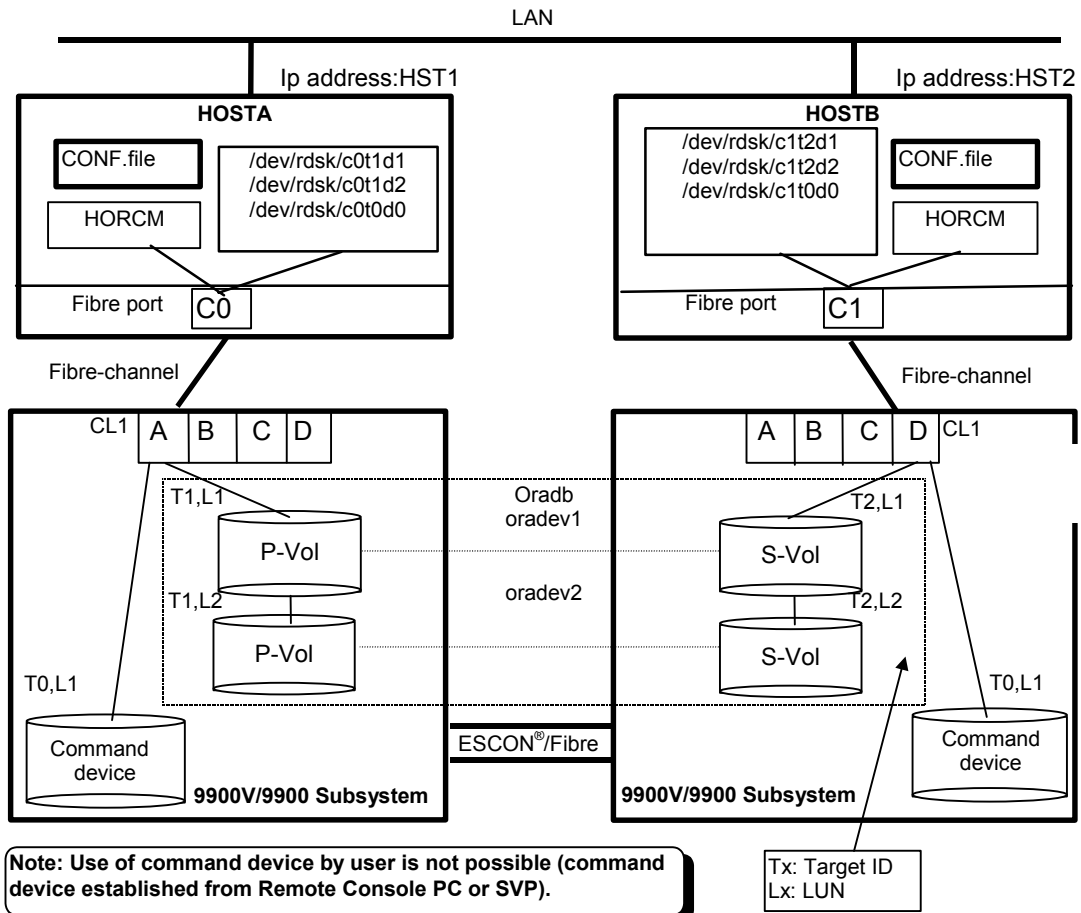 LAN
Ip address:HST1
Ip address:HST2
HOSTA
CONF.file
/dev/rdsk/c0t1d1
/dev/rdsk/c0t1d2
/dev/rdsk/c0t0d0
HORCM
Fibre port
C0
HOSTB
/dev/rdsk/c1t2d1
/dev/rdsk/c1t2d2
/dev/rdsk/c1t0d0
CONF.file
HORCM
Fibre port
C1
Fibre-channel
Fibre-channel
CL1
A B C D
A B C D
CL1
T1,L1
Oradb
oradev1
T2,L1
P-Vol
S-Vol
T1,L2
oradev2
T2,L2
P-Vol
S-Vol
T0,L1
T0,L1
Command
device
ESCON®/Fibre
Command
device
9900V/9900 Subsystem
9900V/9900 Subsystem
Note: Use of command device by user is not possible (command
device established from Remote Console PC or SVP).
Tx: Target ID
Lx: LUN